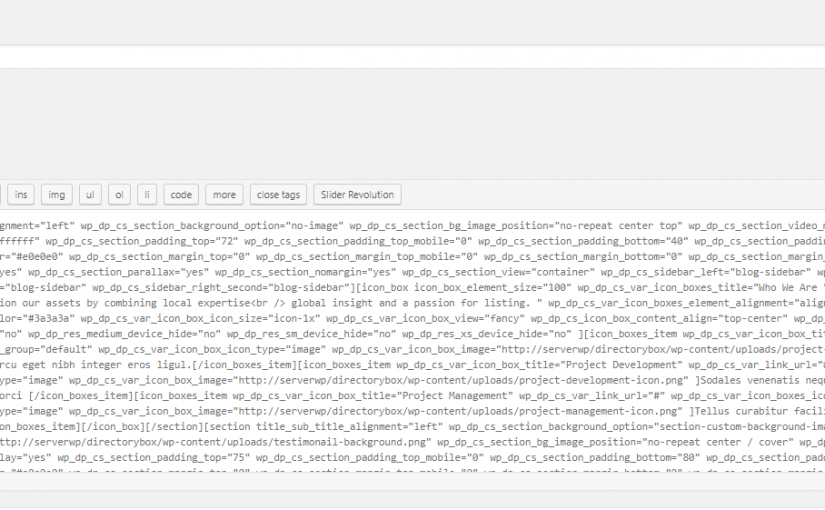 ins img ul ol li code more close tags Slider Revolution
gnment="left" wp_dp_cs_section_background_option="no-image" wp_dp_cs_section_bg_image_position="no-repeat center top" wp_dp_cs_section_video_
ffffff" wp_dp_cs_section_padding_top="72" wp_dp_cs_section_padding_top_mobile="0" wp_dp_cs_section_padding_bottom="40" wp_dp_cs_section_paddin
r="#e0e0e0" wp_dp_cs_section_margin_top="0" wp_dp_cs_section_margin_top_mobile="0" wp_dp_cs_section_margin_bottom="0" wp_dp_cs_section_margin_
yes" wp_dp_cs_section_parallax="yes" wp_dp_cs_section_nomargin="yes" wp_dp_cs_section_view="container" wp_dp_cs_sidebar_left="blog-sidebar" wp
="blog-sidebar" wp_dp_cs_sidebar_right_second="blog-sidebar"][icon_box icon_box_element_size="100" wp_dp_cs_var_icon_boxes_title="Who We Are "
ion our assets by combining local expertise<br /> global insight and a passion for listing. " wp_dp_cs_var_icon_boxes_element_alignment="align
lor="#3a3a3a" wp_dp_cs_var_icon_box_icon_size="icon-lx" wp_dp_cs_var_icon_box_view="fancy" wp_dp_cs_icon_box_content_align="top-center" wp_dp_
"no" wp_dp_res_medium_device_hide="no" wp_dp_res_sm_device_hide="no" wp_dp_res_xs_device_hide="no" ][icon_boxes_item wp_dp_cs_var_icon_box_tit
_group="default" wp_dp_cs_var_icon_box_icon_type="image" wp_dp_cs_var_icon_box_image="http://serverwp/directorybox/wp-content/uploads/project-
rcu eget nibh integer eros ligul.[/icon_boxes_item][icon_boxes_item wp_dp_cs_var_icon_box_title="Project Development" wp_dp_cs_var_link_url="
ype="image" wp_dp_cs_var_icon_box_image="http://serverwp/directorybox/wp-content/uploads/project-development-icon.png" ]Sodales venenatis nequ
orci [/icon_boxes_item][icon_boxes_item wp_dp_cs_var_icon_box_title="Project Management" wp_dp_cs_var_link_url="#" wp_dp_cs_var_icon_boxes_ico
ype="image" wp_dp_cs_var_icon_box_image="http://serverwp/directorybox/wp-content/uploads/project-management-icon.png" ]Tellus curabitur facili
on_boxes_item][/icon_box][/section][section title_sub_title_alignment="left" wp_dp_cs_section_background_option="section-custom-background-ima
ttp://serverwp/directorybox/wp-content/uploads/testimonail-background.png" wp_dp_cs_section_bg_image_position="no-repeat center / cover" wp_dp
lay="yes" wp_dp_cs_section_padding_top="75" wp_dp_cs_section_padding_top_mobile="0" wp_dp_cs_section_padding_bottom="80" wp_dp_cs_section_padd